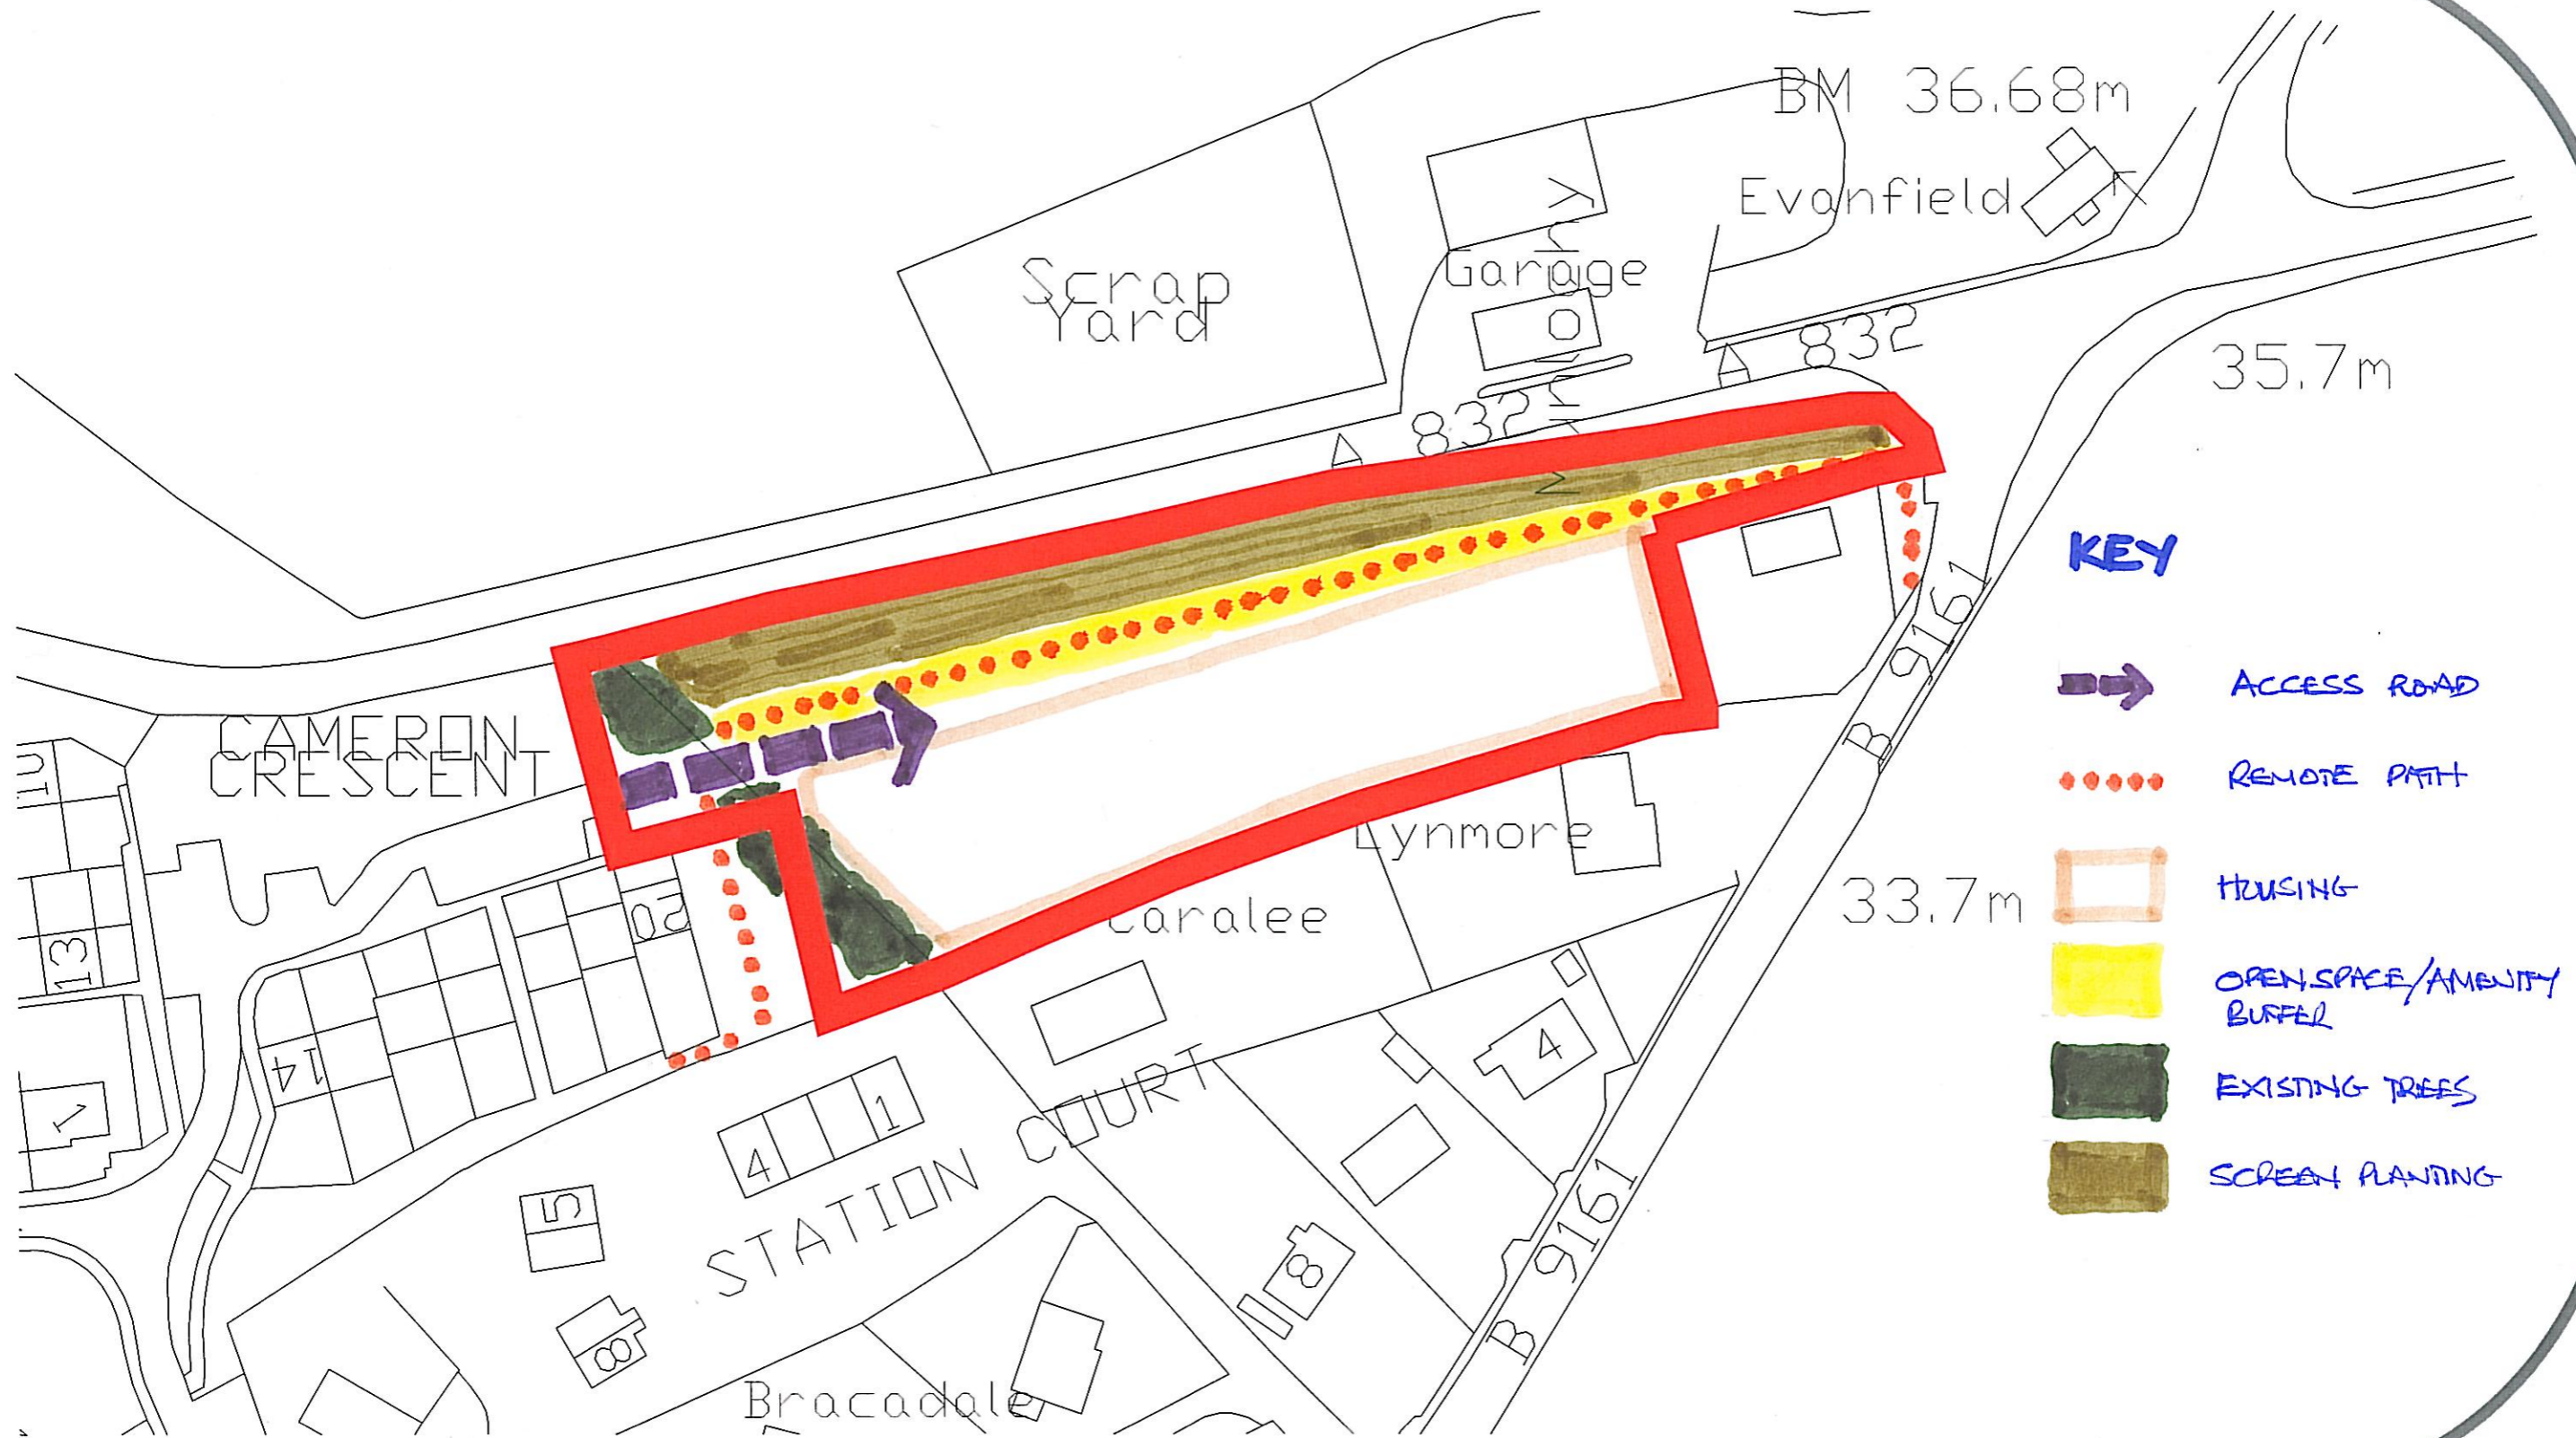 BM 36.68m
Evanfield
Scrap
Yard
Garage
A 832
A 832
35.7m
KEY
B 9161
ACCESS ROAD
CAMERON
CRESCENT
10
REMOTE PATH
Lynmore
HOUSING
33.7m
Caralee
20
13
OPEN SPACE/AMENITY
BUFFER
14
4
EXISTING TREES
1
4
1
STATION COURT
SCREEN PLANTING
5
B 9161
8
8
Bracadale